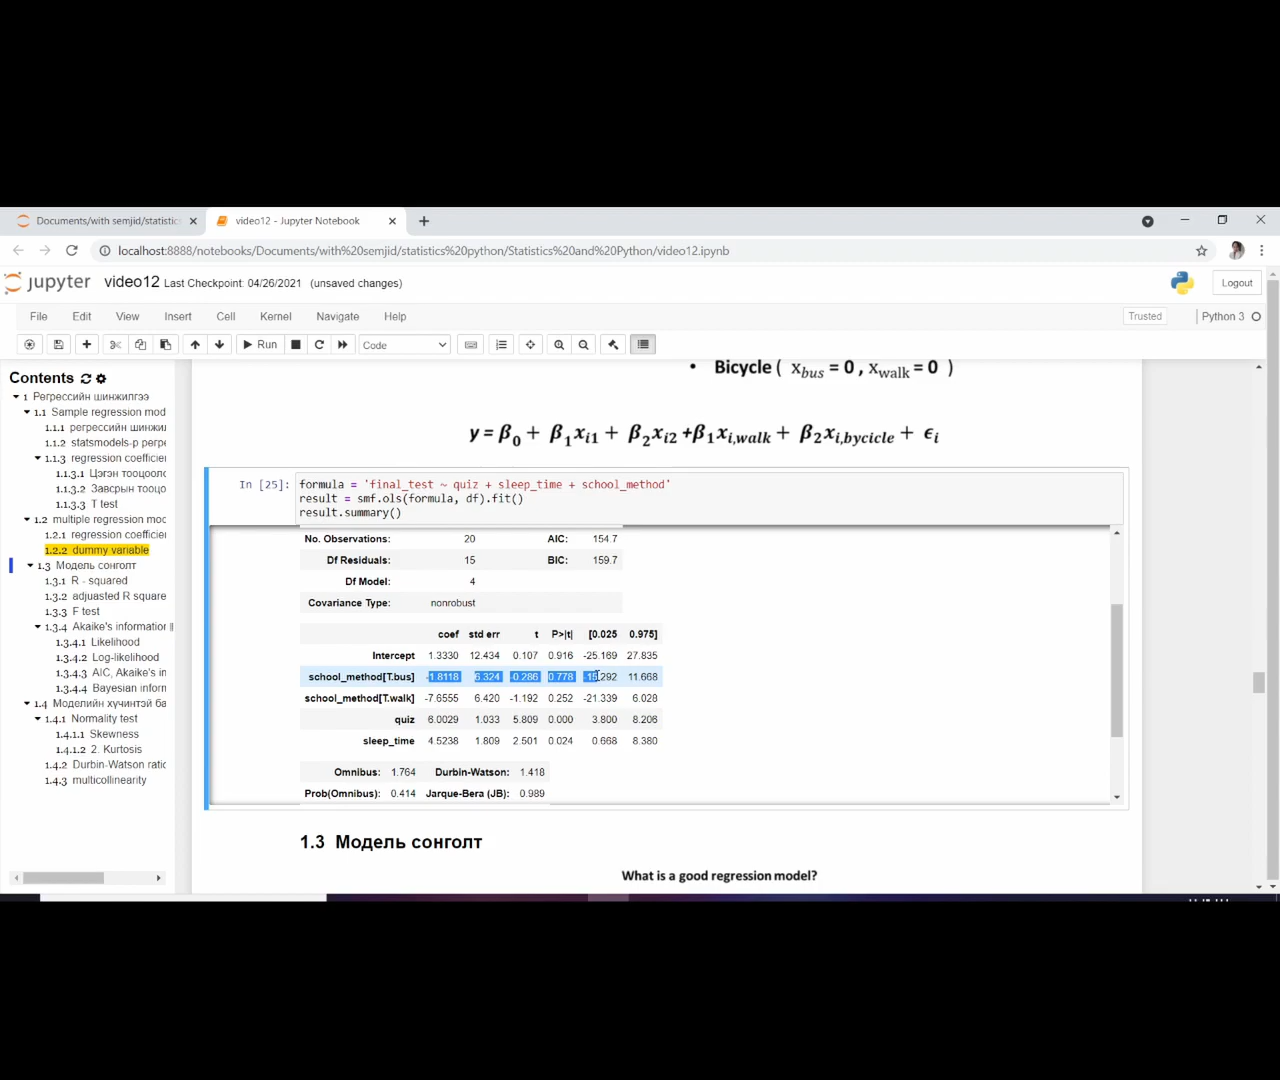 Documents/with semjid/statistic
video12 - Jupyter Notebook
localhost:8888/notebooks/Documents/with%20semjid/statistics%20python/Statistics%20and%20Python/video12.ipynb
jupyter video12 Last Checkpoint: 04/26/2021 (unsaved changes)
Logout
File Edit View Insert Cell Kernel Navigate Help
Trusted
Python 3
Run
Code
Contents
1 Регрессийн шинжилгээ
1.1 Sample regression mod
1.1.1 регрессийн шинжи
1.1.2 statsmodels-р регре
1.1.3 regression coefficie
1.1.3.1 Цэгэн тооцоол
1.1.3.2 Завсрын тооцо
1.1.3.3 T test
1.2 multiple regression mod
1.2.1 regression coefficie
1.2.2 dummy variable
1.3 Модель сонголт
1.3.1 R - squared
1.3.2 adjuasted R square
1.3.3 F test
1.3.4 Akaike's information
1.3.4.1 Likelihood
1.3.4.2 Log-likelihood
1.3.4.3 AIC, Akaike's in
1.3.4.4 Bayesian inforn
1.4 Моделийн хүчинтэй ба
1.4.1 Normality test
1.4.1.1 Skewness
1.4.1.2 2. Kurtosis
1.4.2 Durbin-Watson ratio
1.4.3 multicollinearity
• Bicycle ( x_bus = 0 , x_walk = 0 )
y = β_0 + β_1x_i1 + β_2x_i2 +β_1x_i,walk + β_2x_i,bycicle + ϵ_i
In [25]:
formula = 'final_test ~ quiz + sleep_time + school_method'
result = smf.ols(formula, df).fit()
result.summary()
No. Observations: 20 AIC: 154.7
Df Residuals: 15 BIC: 159.7
Df Model: 4
Covariance Type: nonrobust
coef std err t P>|t| [0.025 0.975]
Intercept 1.3330 12.434 0.107 0.916 -25.169 27.835
school_method[T.bus] -1.8118 6.324 -0.286 0.778 -15.292 11.668
school_method[T.walk] -7.6555 6.420 -1.192 0.252 -21.339 6.028
quiz 6.0029 1.033 5.809 0.000 3.800 8.206
sleep_time 4.5238 1.809 2.501 0.024 0.668 8.380
Omnibus: 1.764 Durbin-Watson: 1.418
Prob(Omnibus): 0.414 Jarque-Bera (JB): 0.989
1.3 Модель сонголт
What is a good regression model?